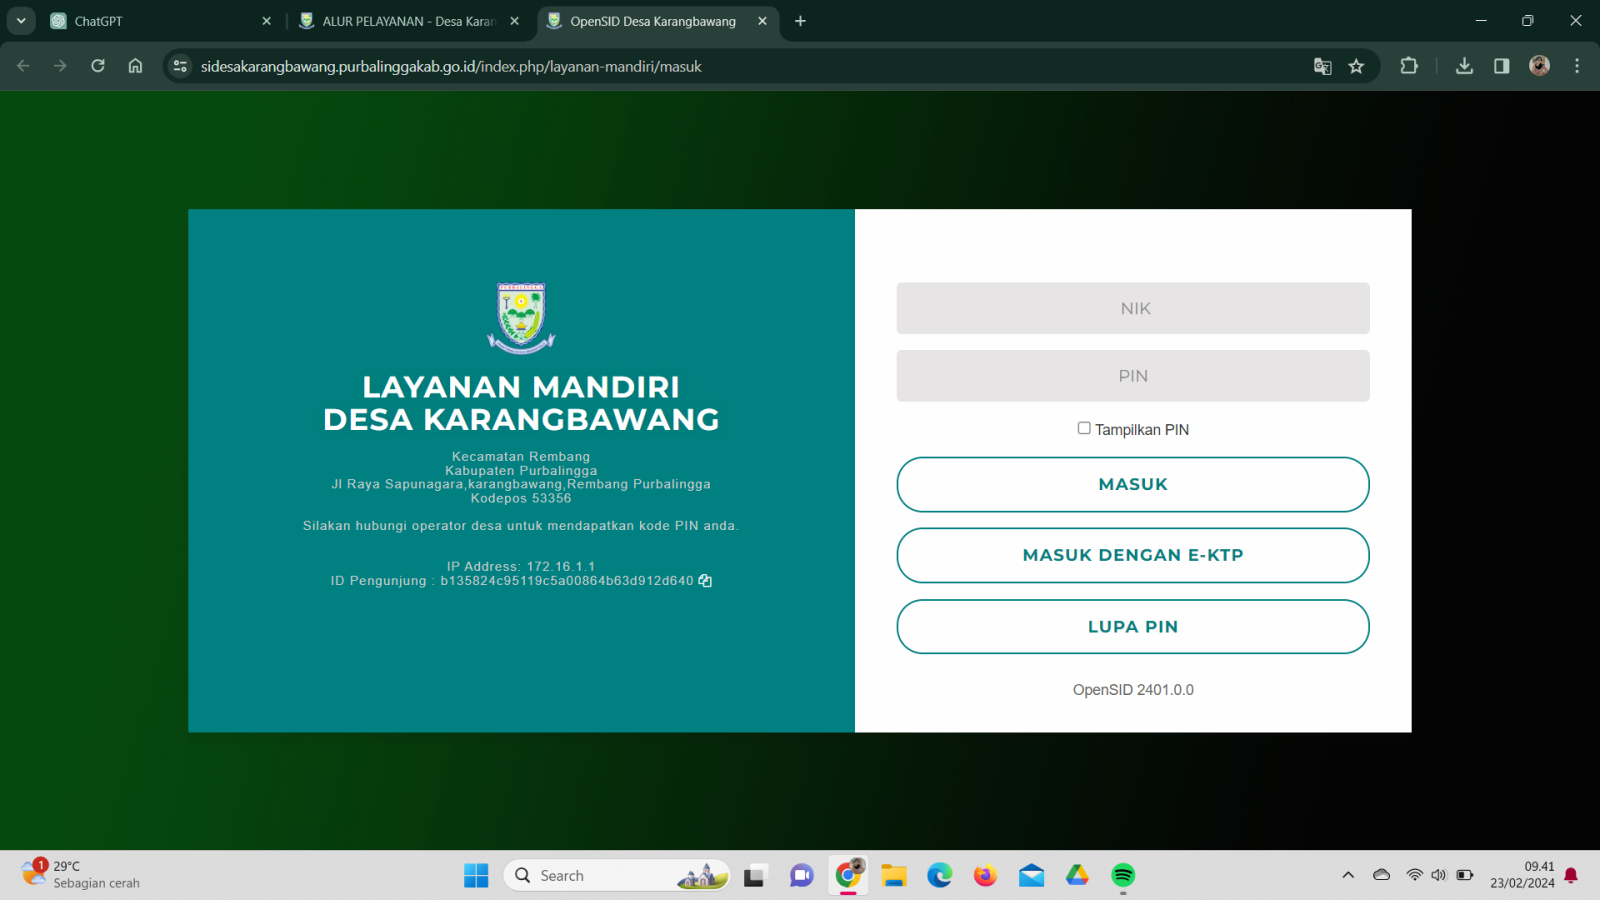 ChatGPT
ALUR PELAYANAN - Desa Karan
OpenSID Desa Karangbawang
sidesakarangbawang.purbalinggakab.go.id/index.php/layanan-mandiri/masuk
LAYANAN MANDIRI
DESA KARANGBAWANG
Kecamatan Rembang
Kabupaten Purbalingga
Jl Raya Sapunagara,karangbawang,Rembang Purbalingga
Kodepos 53356
Silakan hubungi operator desa untuk mendapatkan kode PIN anda.
IP Address: 172.16.1.1
ID Pengunjung : b135824c95119c5a00864b63d912d640
NIK
PIN
Tampilkan PIN
MASUK
MASUK DENGAN E-KTP
LUPA PIN
OpenSID 2401.0.0
1
29°C
Sebagian cerah
Search
09.41
23/02/2024